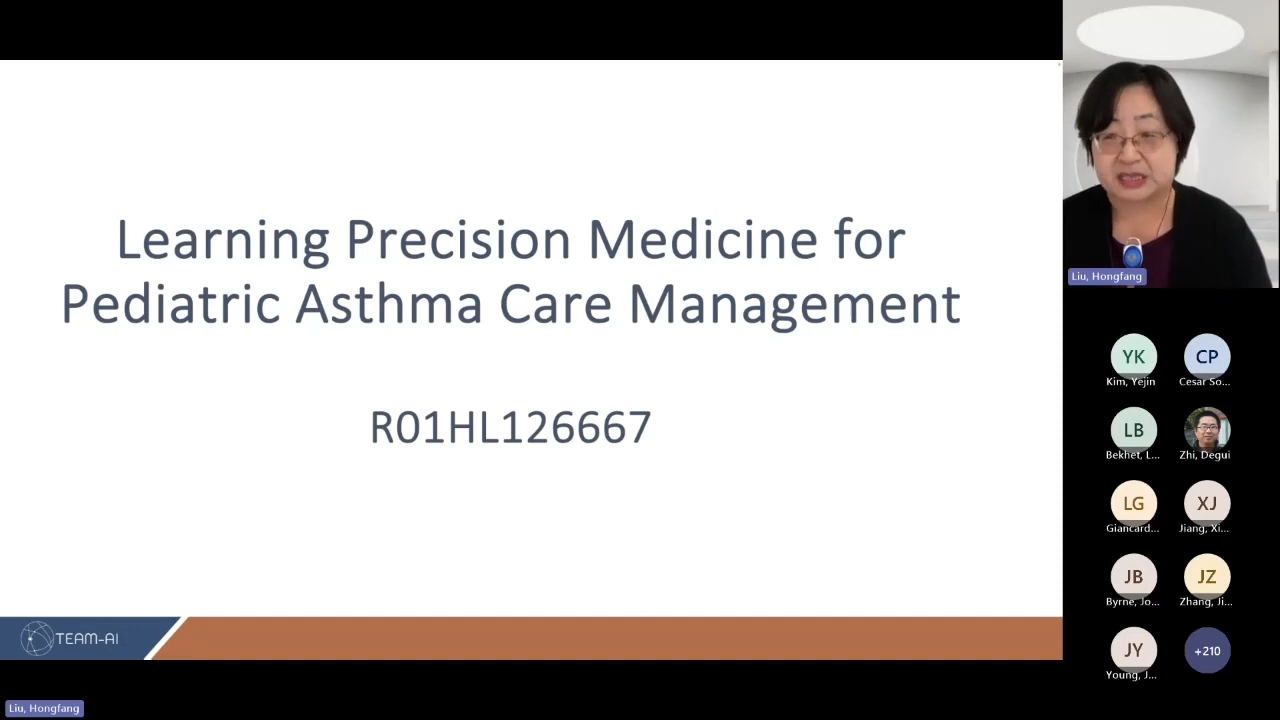 Learning Precision Medicine for
Pediatric Asthma Care Management
R01HL126667
TEAM-AI
Liu, Hongfang
Liu, Hongfang
YK
Kim, Yejin
CP
Cesar So...
LB
Bekhet, L...
Zhi, Degui
LG
Giancard...
XJ
Jiang, Xi...
JB
Byrne, Jo...
JZ
Zhang, Ji...
JY
Young, J...
+210